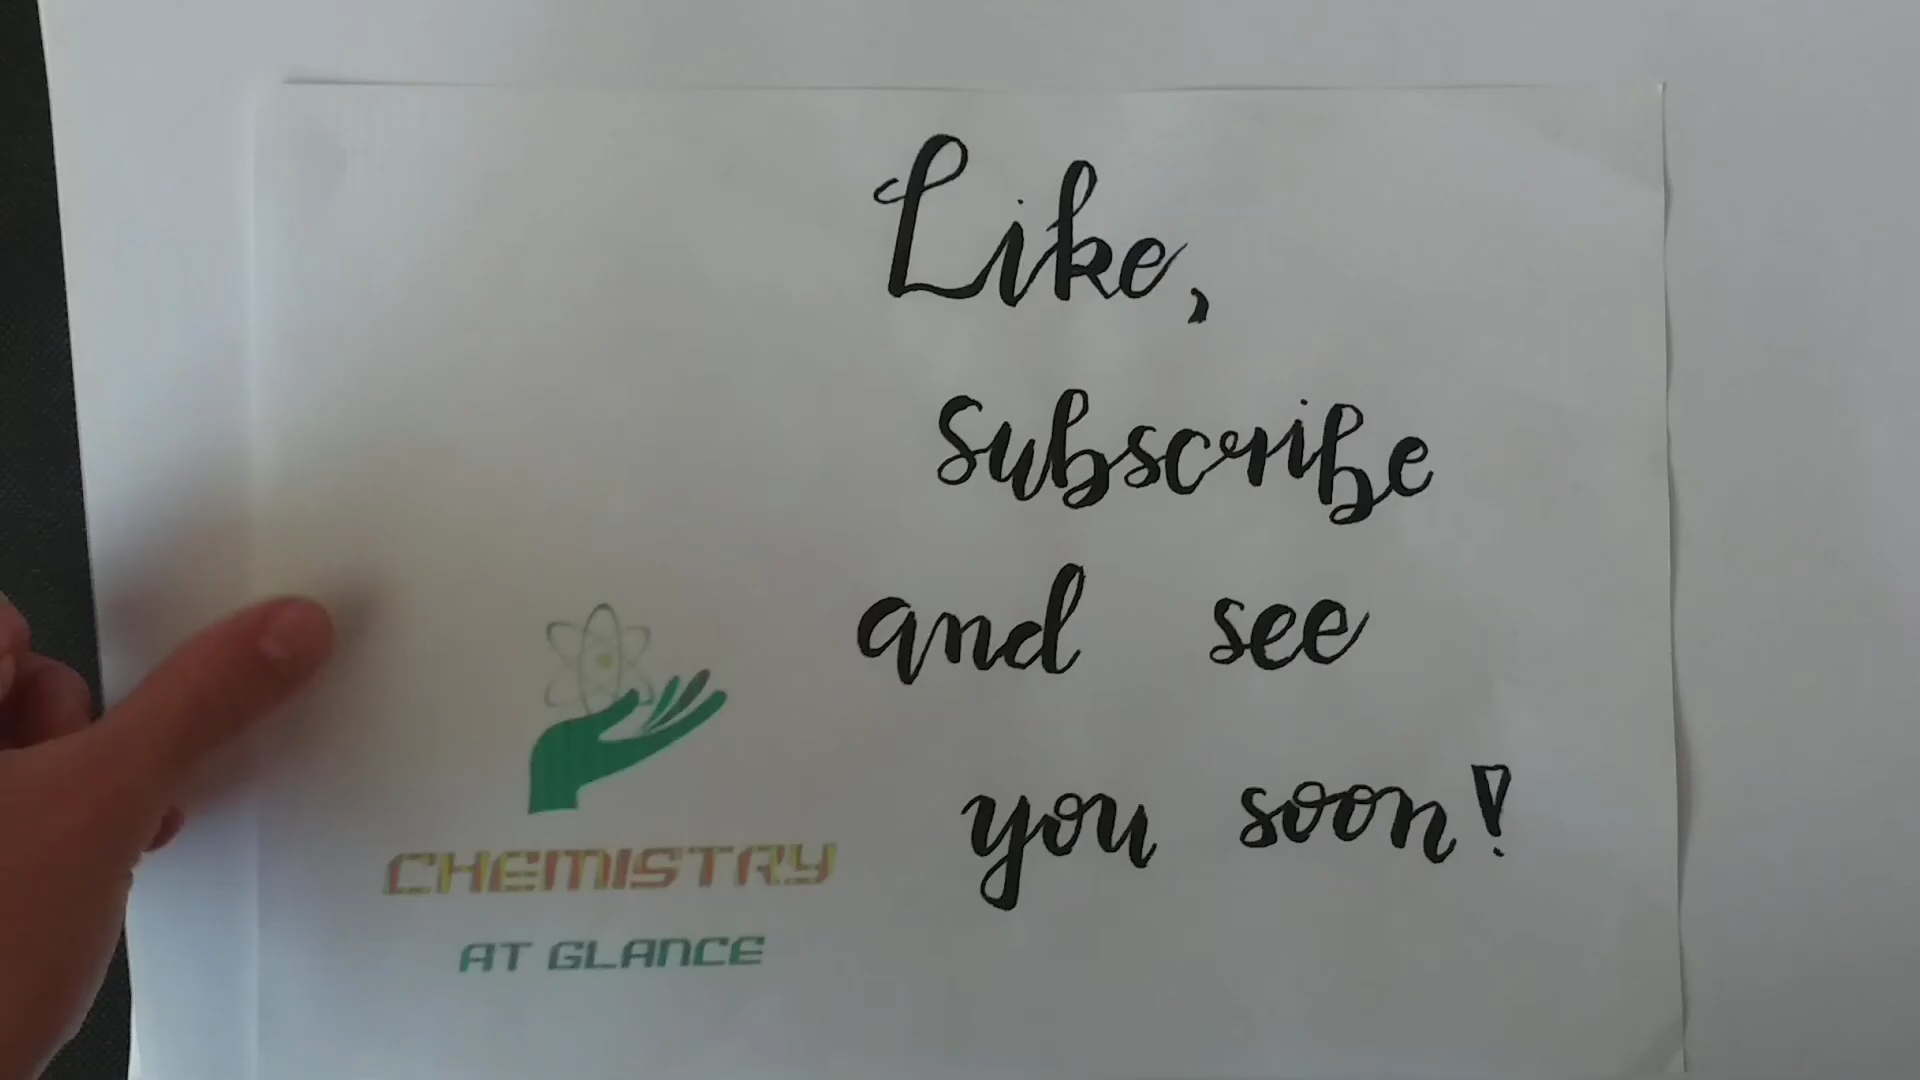 Like,
subscribe
and see
you soon!
CHEMISTRY
AT GLANCE